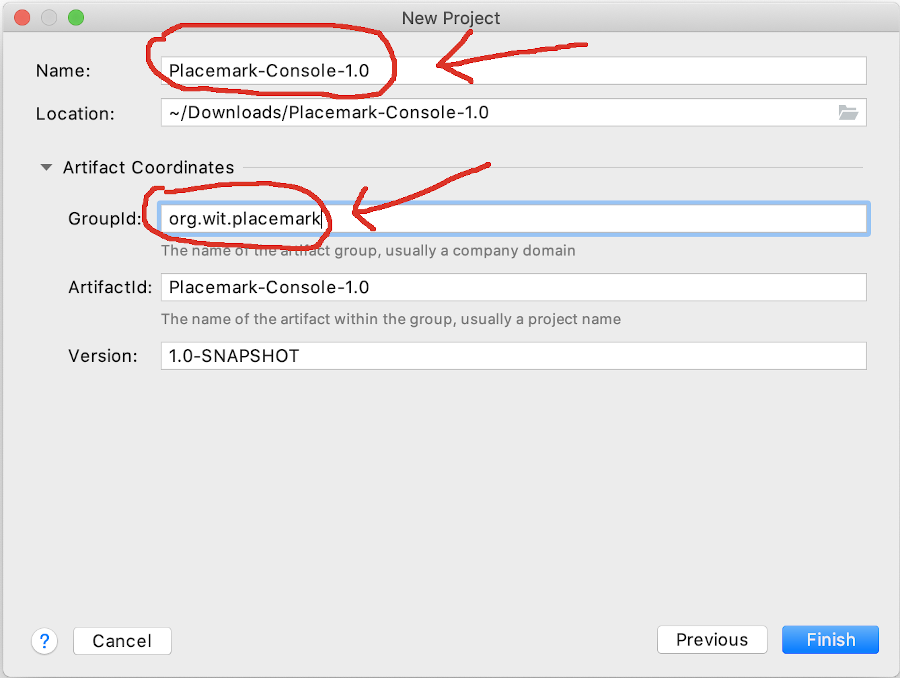 New Project
Name: Placemark-Console-1.0
Location: ~/Downloads/Placemark-Console-1.0
Artifact Coordinates
GroupId: org.wit.placemark
The name of the artifact group, usually a company domain
ArtifactId: Placemark-Console-1.0
The name of the artifact within the group, usually a project name
Version: 1.0-SNAPSHOT
? Cancel Previous Finish